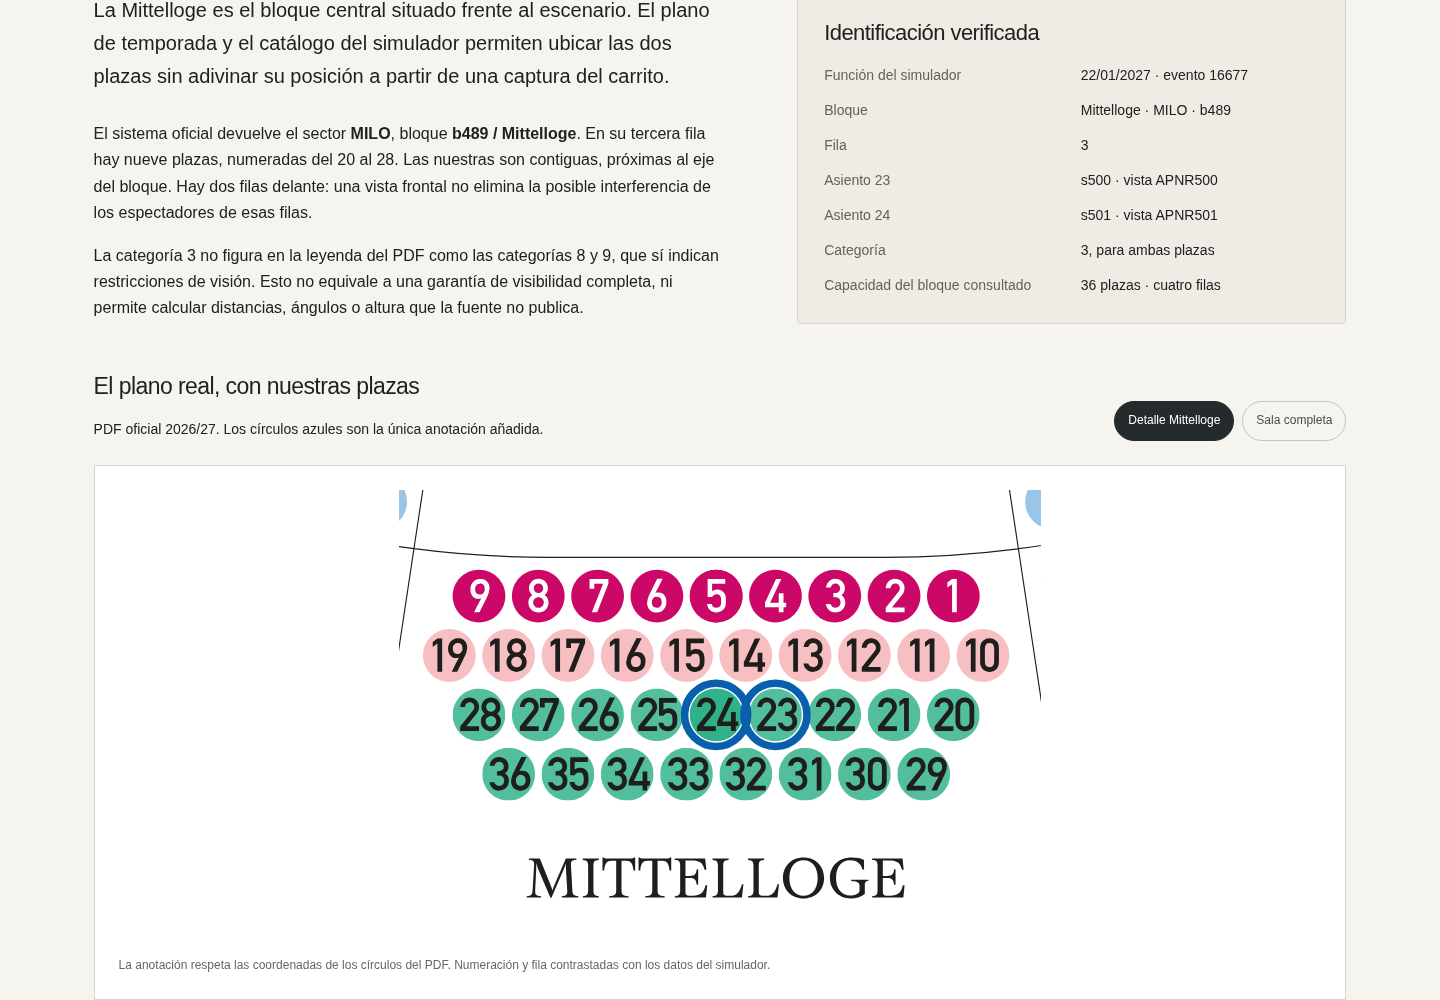 La Mittelloge es el bloque central situado frente al escenario. El plano
de temporada y el catálogo del simulador permiten ubicar las dos
plazas sin adivinar su posición a partir de una captura del carrito.
El sistema oficial devuelve el sector MILO, bloque b489 / Mittelloge. En su tercera fila
hay nueve plazas, numeradas del 20 al 28. Las nuestras son contiguas, próximas al eje
del bloque. Hay dos filas delante: una vista frontal no elimina la posible interferencia de
los espectadores de esas filas.
La categoría 3 no figura en la leyenda del PDF como las categorías 8 y 9, que sí indican
restricciones de visión. Esto no equivale a una garantía de visibilidad completa, ni
permite calcular distancias, ángulos o altura que la fuente no publica.
Identificación verificada
Función del simulador 22/01/2027 · evento 16677
Bloque Mittelloge · MILO · b489
Fila 3
Asiento 23 s500 · vista APNR500
Asiento 24 s501 · vista APNR501
Categoría 3, para ambas plazas
Capacidad del bloque consultado 36 plazas · cuatro filas
El plano real, con nuestras plazas
PDF oficial 2026/27. Los círculos azules son la única anotación añadida.
Detalle Mittelloge Sala completa
9 8 7 6 5 4 3 2 1
19 18 17 16 15 14 13 12 11 10
28 27 26 25 24 23 22 21 20
36 35 34 33 32 31 30 29
MITTELLOGE
La anotación respeta las coordenadas de los círculos del PDF. Numeración y fila contrastadas con los datos del simulador.